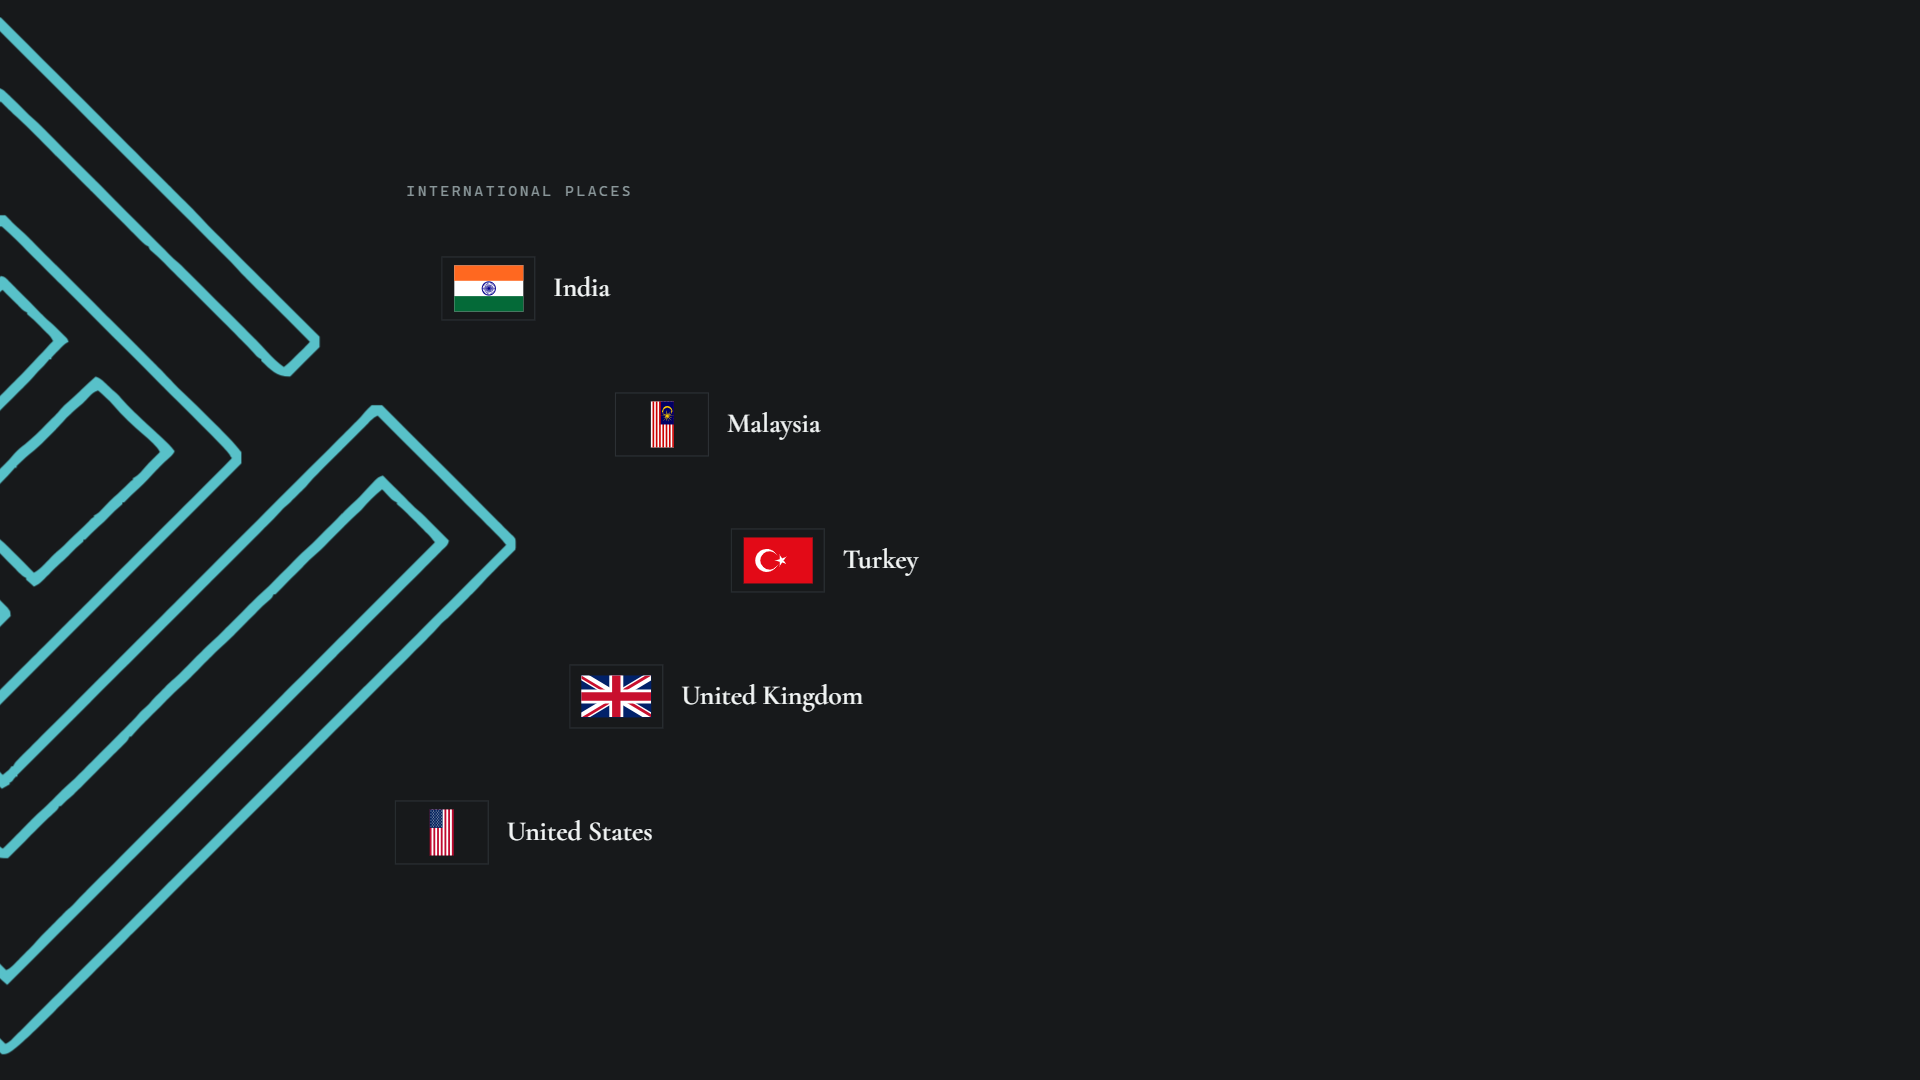 INTERNATIONAL PLACES
India
Malaysia
Turkey
United Kingdom
United States